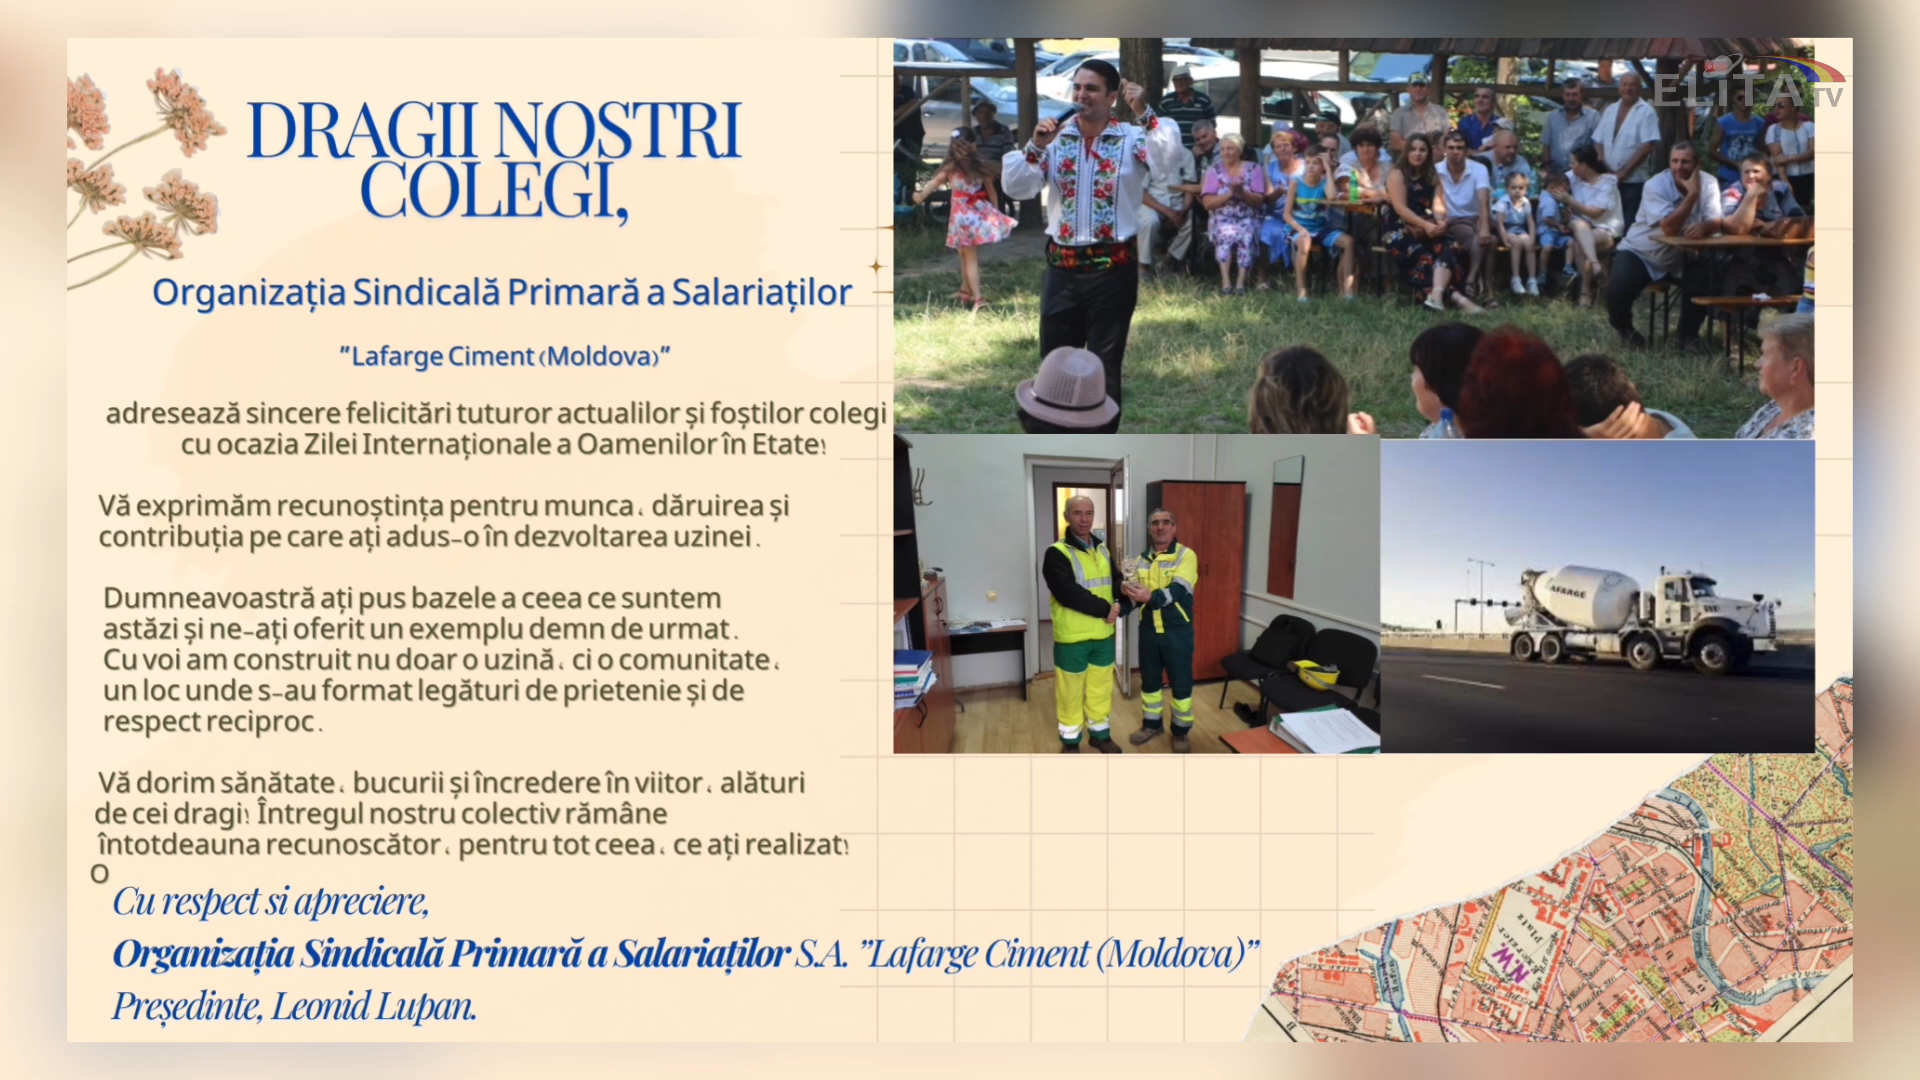 DRAGII NOSTRI
COLEGI,
Organizația Sindicală Primară a Salariaților
"Lafarge Ciment (Moldova)"
adresează sincere felicitări tuturor actualilor și foștilor colegi
cu ocazia Zilei Internaționale a Oamenilor în Etate!
Vă exprimăm recunoștința pentru munca, dăruirea și
contribuția pe care ați adus-o în dezvoltarea uzinei.
Dumneavoastră ați pus bazele a ceea ce suntem
astăzi și ne-ați oferit un exemplu demn de urmat.
Cu voi am construit nu doar o uzină, ci o comunitate,
un loc unde s-au format legături de prietenie și de
respect reciproc.
Vă dorim sănătate, bucurii și încredere în viitor, alături
de cei dragi! Întregul nostru colectiv rămâne
întotdeauna recunoscător, pentru tot ceea, ce ați realizat!
O
Cu respect si apreciere,
Organizația Sindicală Primară a Salariaților S.A. "Lafarge Ciment (Moldova)"
Președinte, Leonid Lupan.
ELITA TV
AFARGE
Platz
NW